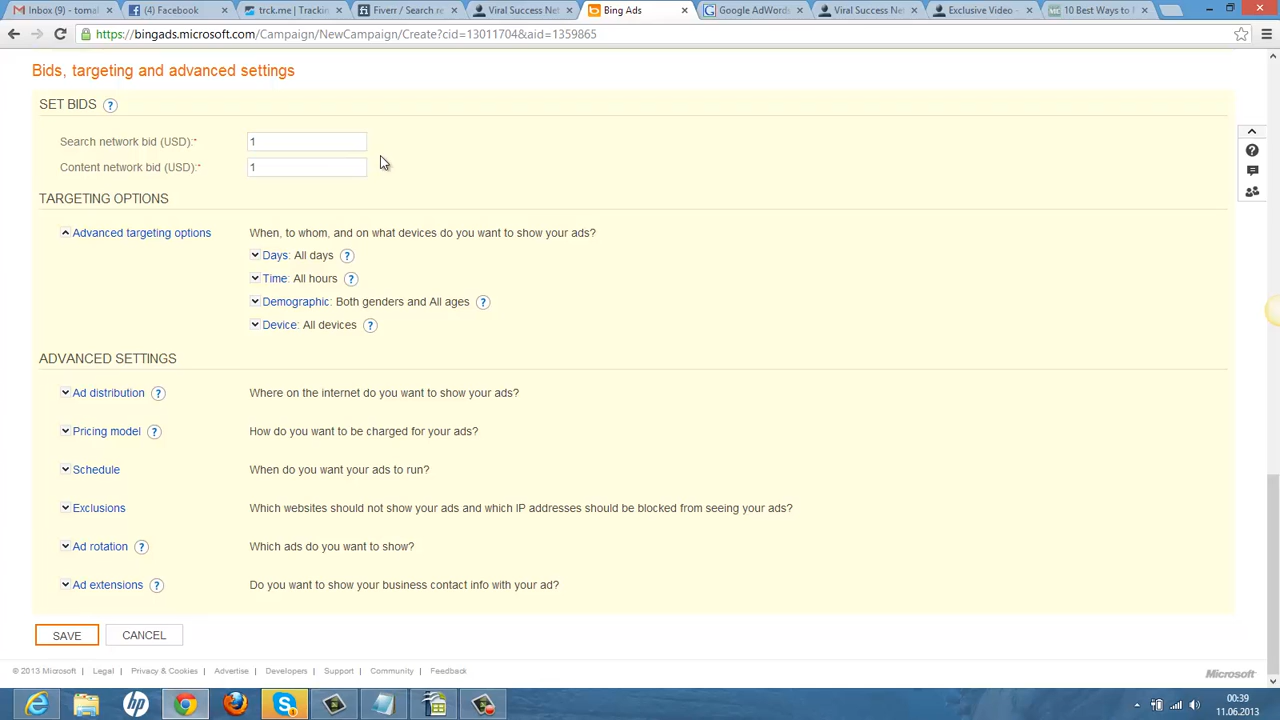 Inbox (9) - tomal
(4) Facebook
trck.me | Trackin
Fiverr / Search re
Viral Success Net
Bing Ads
Google AdWords
Viral Success Net
Exclusive Video -
10 Best Ways to I
https://bingads.microsoft.com/Campaign/NewCampaign/Create?cid=13011704&aid=1359865
Bids, targeting and advanced settings
SET BIDS ?
Search network bid (USD):* 1
Content network bid (USD):* 1
TARGETING OPTIONS
Advanced targeting options When, to whom, and on what devices do you want to show your ads?
Days: All days ?
Time: All hours ?
Demographic: Both genders and All ages ?
Device: All devices ?
ADVANCED SETTINGS
Ad distribution ? Where on the internet do you want to show your ads?
Pricing model ? How do you want to be charged for your ads?
Schedule When do you want your ads to run?
Exclusions Which websites should not show your ads and which IP addresses should be blocked from seeing your ads?
Ad rotation ? Which ads do you want to show?
Ad extensions ? Do you want to show your business contact info with your ad?
SAVE CANCEL
© 2013 Microsoft | Legal | Privacy & Cookies | Advertise | Developers | Support | Community | Feedback
Microsoft
00:39
11.06.2013